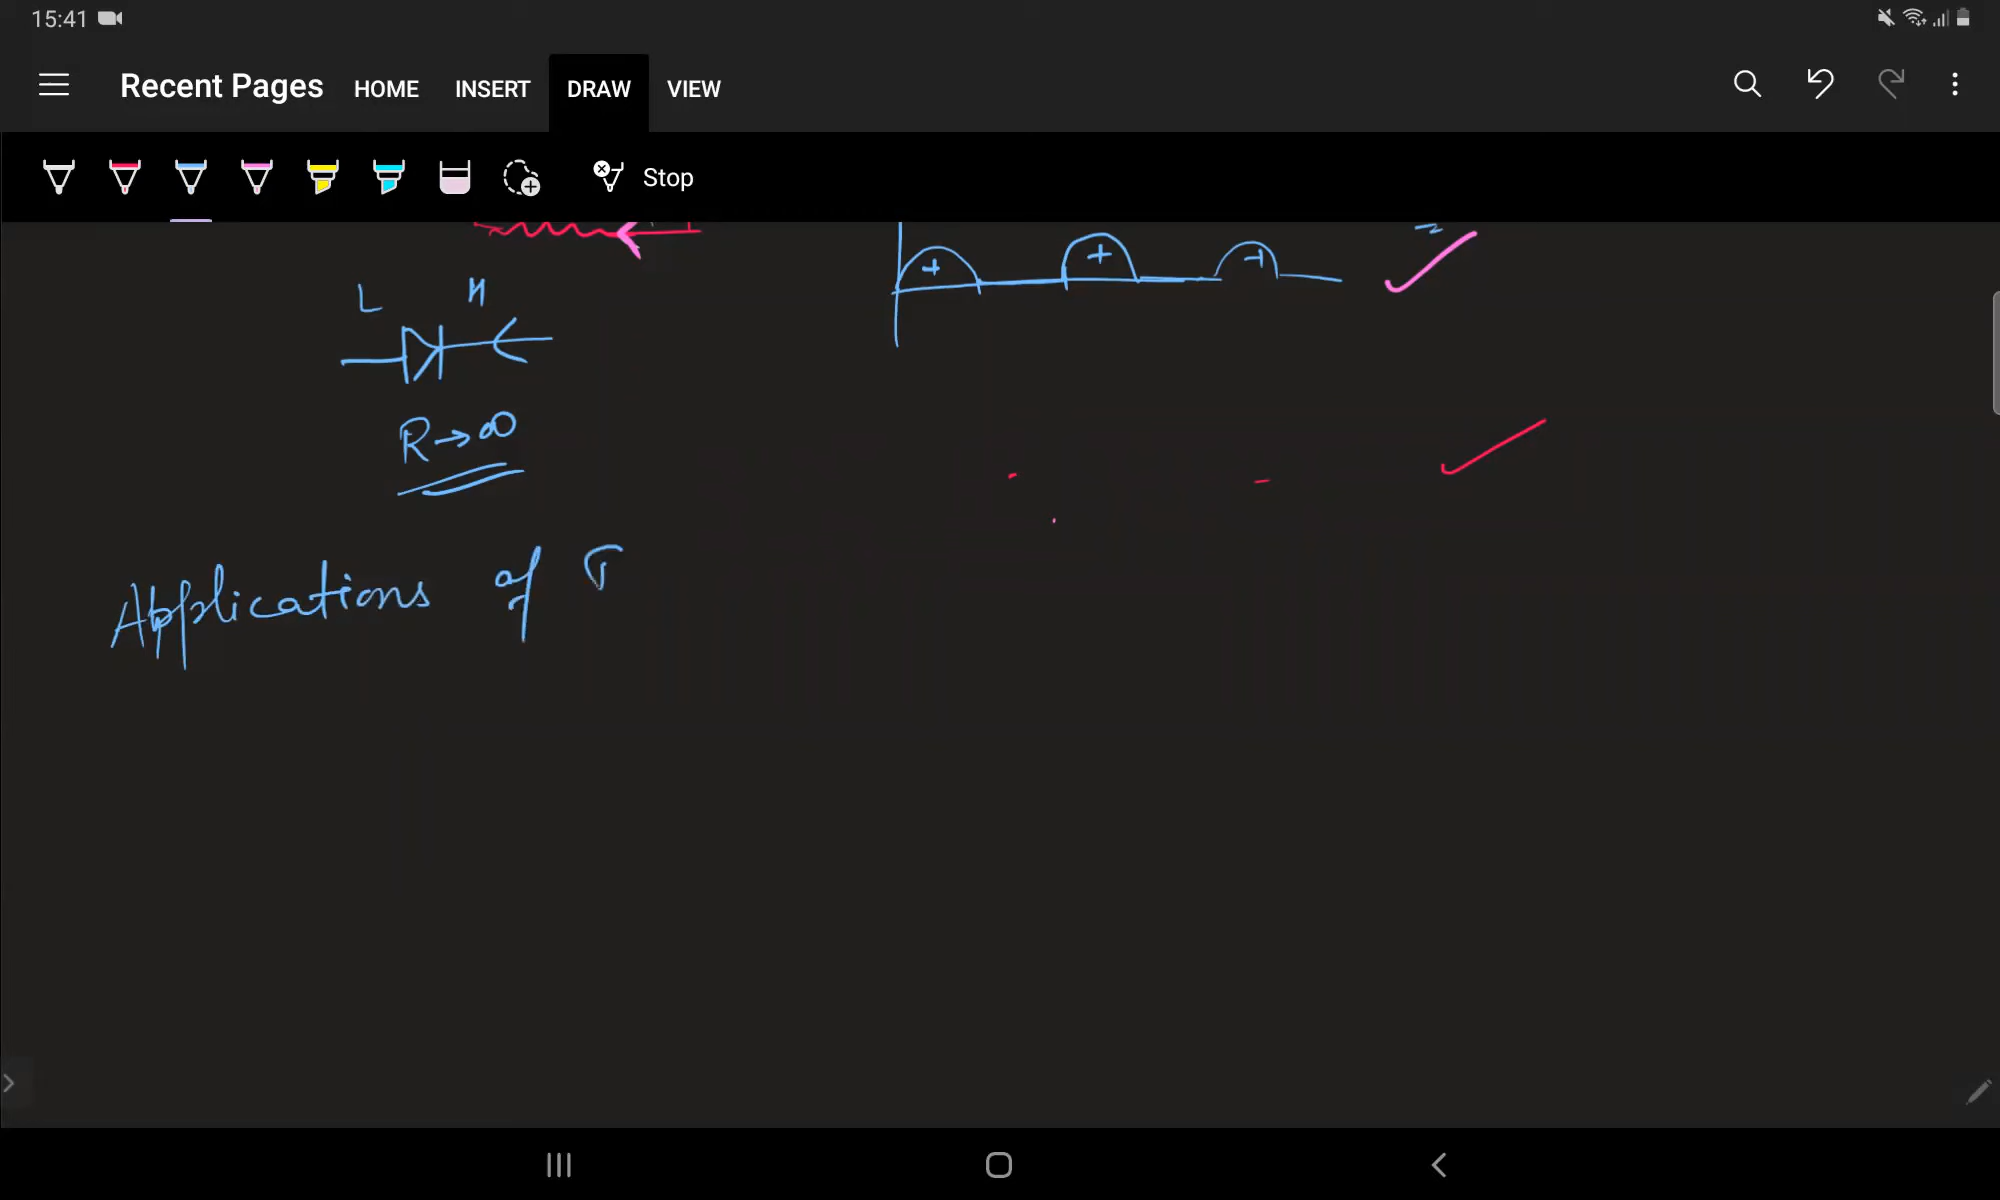 15:41
Recent Pages HOME INSERT DRAW VIEW
Stop
+ + +
L H
R→∞
Applications of